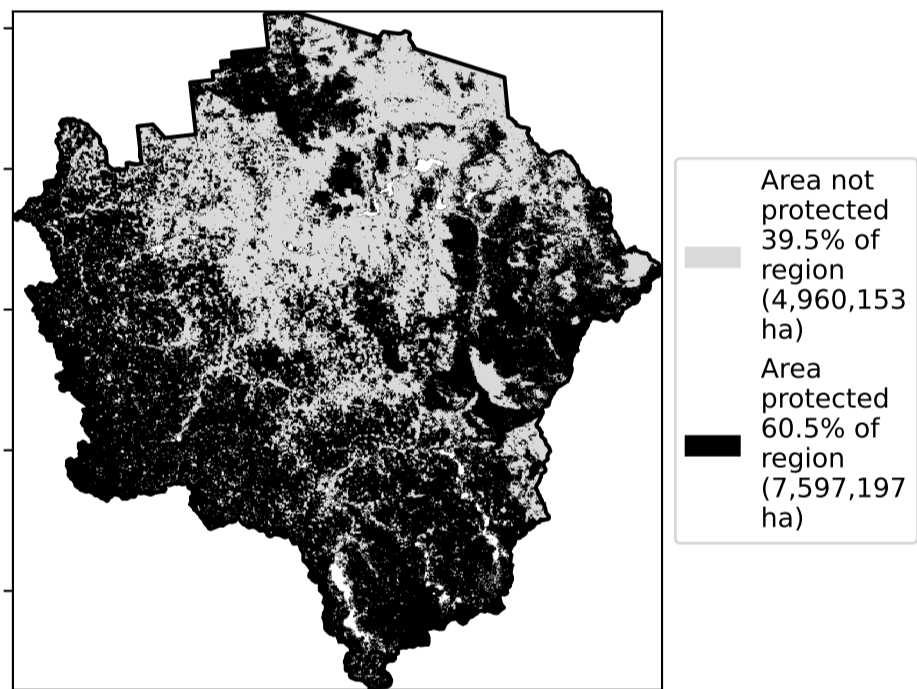 Area not
protected
39.5% of
region
(4,960,153
ha)
Area
protected
60.5% of
region
(7,597,197
ha)